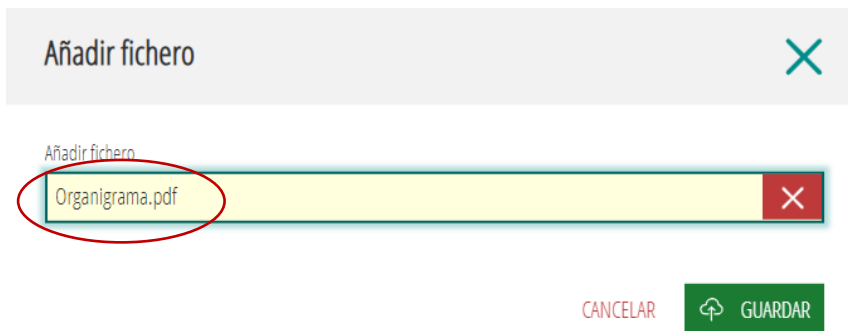 Añadir fichero
Añadir fichero
Organigrama.pdf
CANCELAR GUARDAR